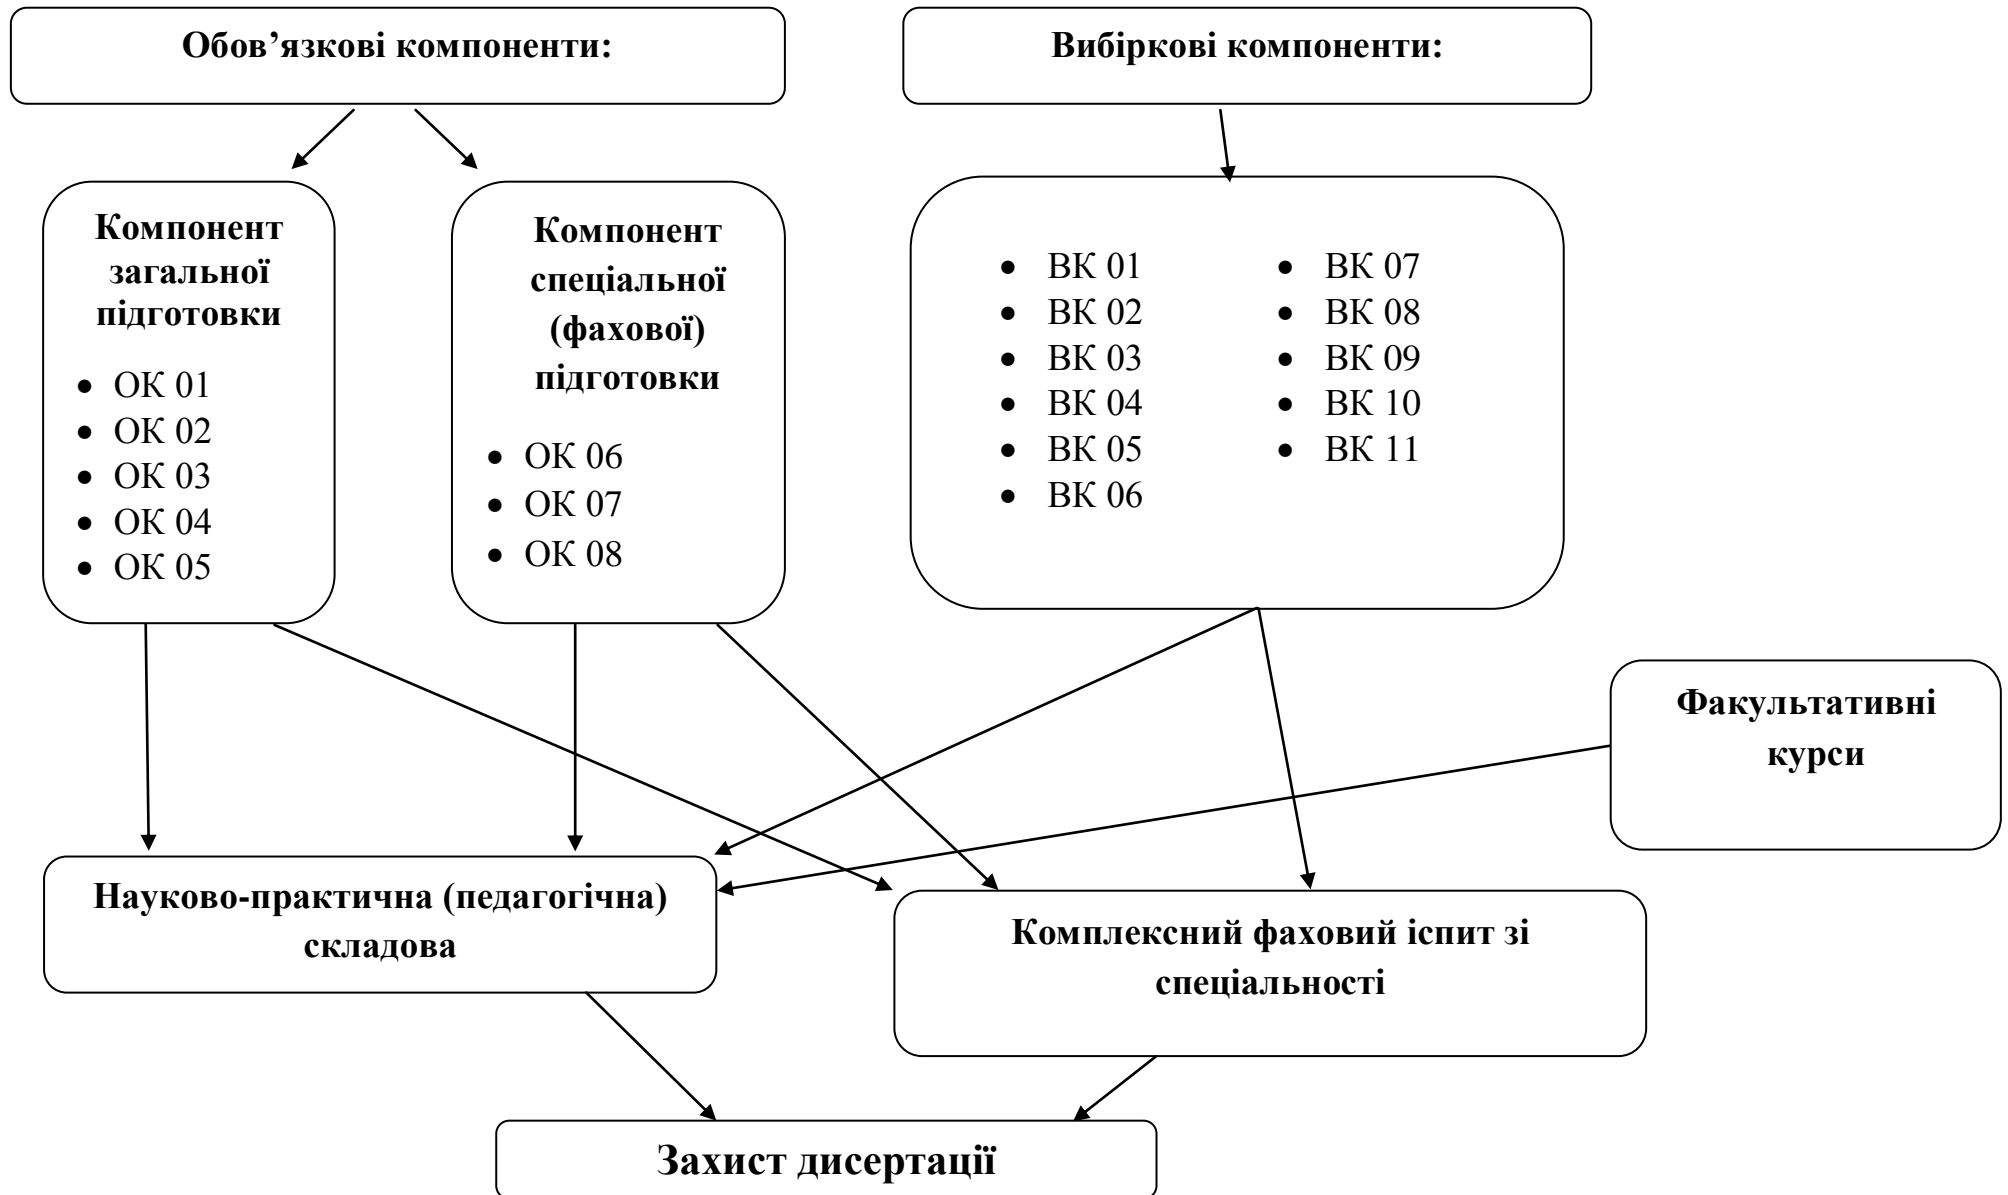 Обов’язкові компоненти:
Вибіркові компоненти:
Компонент
загальної
підготовки
• ОК 01
• ОК 02
• ОК 03
• ОК 04
• ОК 05
Компонент
спеціальної
(фахової)
підготовки
• ОК 06
• ОК 07
• ОК 08
• ВК 01
• ВК 02
• ВК 03
• ВК 04
• ВК 05
• ВК 06
• ВК 07
• ВК 08
• ВК 09
• ВК 10
• ВК 11
Факультативні
курси
Науково-практична (педагогічна)
складова
Комплексний фаховий іспит зі
спеціальності
Захист дисертації